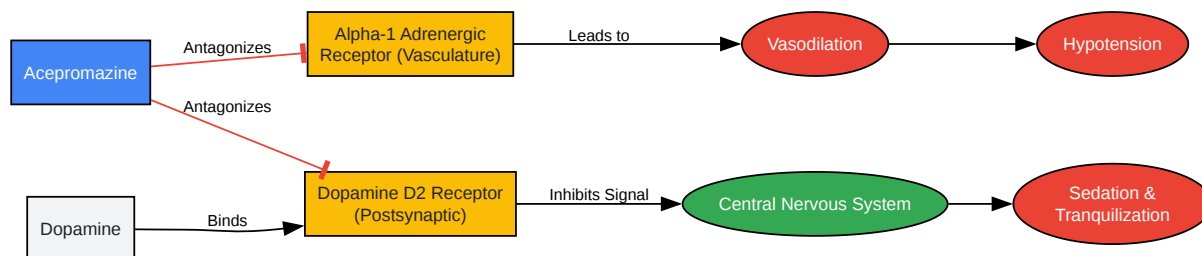 Acepromazine
Antagonizes
Antagonizes
Alpha-1 Adrenergic
Receptor (Vasculature)
Leads to
Vasodilation
Hypotension
Dopamine
Binds
Dopamine D2 Receptor
(Postsynaptic)
Inhibits Signal
Central Nervous System
Sedation &
Tranquilization